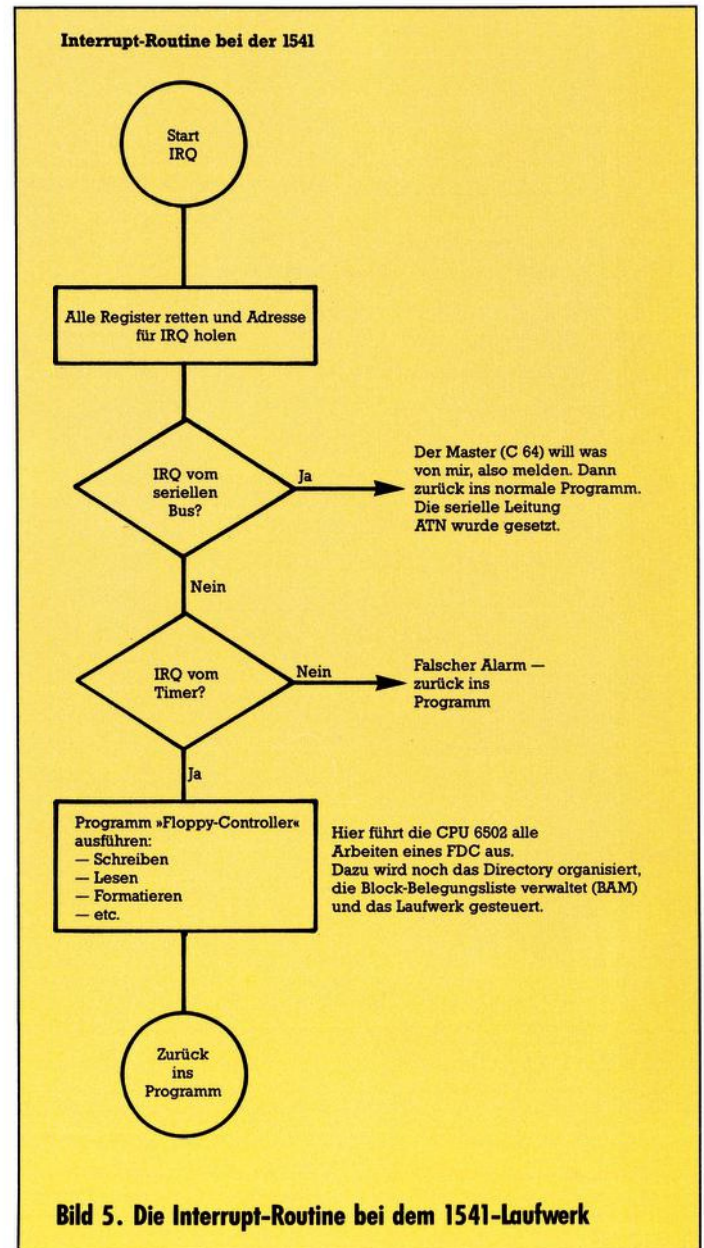 Interrupt-Routine bei der 1541
Start
IRQ
Alle Register retten und Adresse
für IRQ holen
IRQ vom
seriellen
Bus?
Ja
Der Master (C 64) will was
von mir, also melden. Dann
zurück ins normale Programm.
Die serielle Leitung
ATN wurde gesetzt.
Nein
IRQ vom
Timer?
Nein
Falscher Alarm —
zurück ins
Programm
Ja
Programm »Floppy-Controller«
ausführen:
— Schreiben
— Lesen
— Formatieren
— etc.
Hier führt die CPU 6502 alle
Arbeiten eines FDC aus.
Dazu wird noch das Directory organisiert,
die Block-Belegungsliste verwaltet (BAM)
und das Laufwerk gesteuert.
Zurück
ins
Programm
Bild 5. Die Interrupt-Routine bei dem 1541-Laufwerk